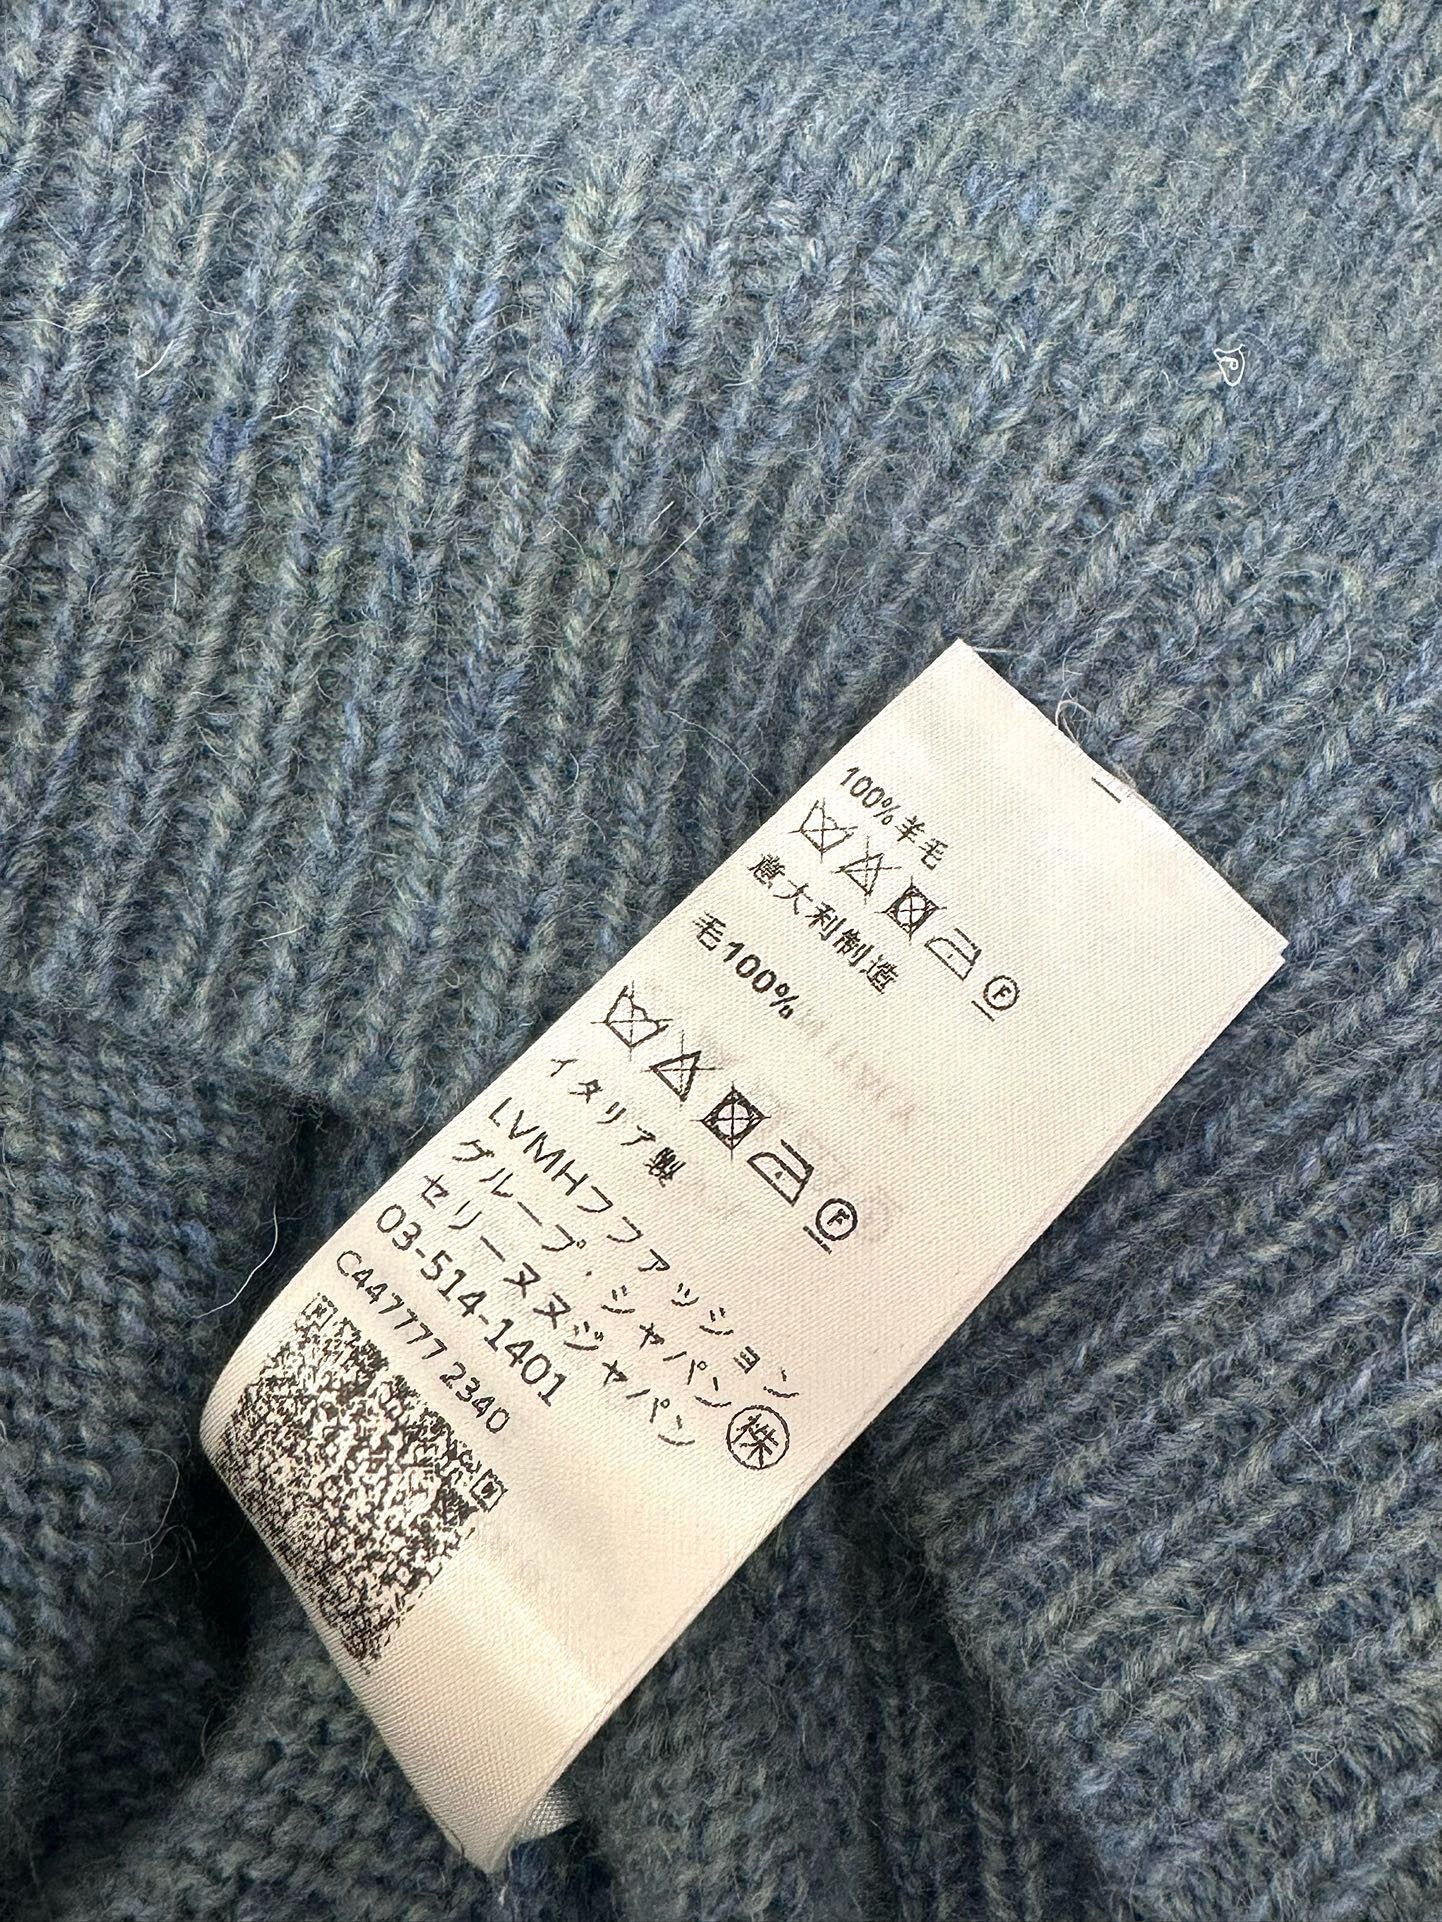 100%羊毛
意大利制造
毛100%
イタリア製
LVMHファッション
グループ・ジャパン㈱
セリーヌヌジャパン
03-514-1401
C447777 2340